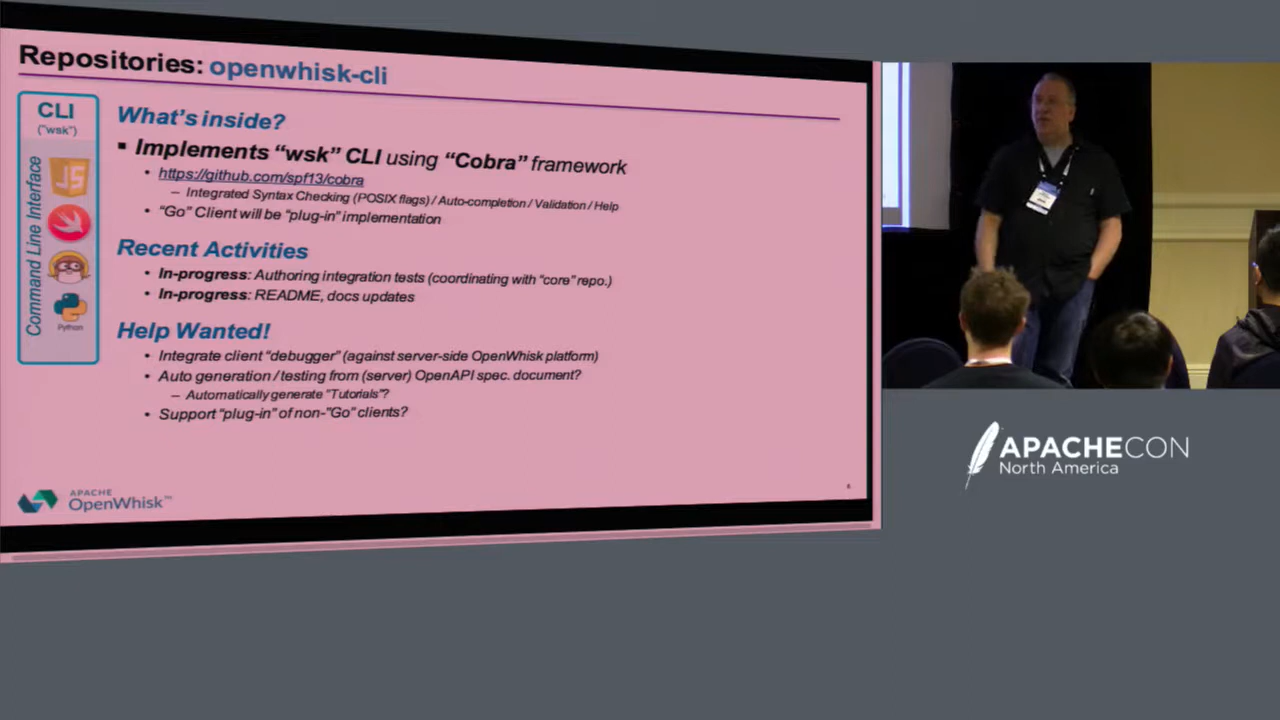 Repositories: openwhisk-cli
CLI
("wsk")
Command Line Interface
JS
Python
What's inside?
▪ Implements "wsk" CLI using "Cobra" framework
• https://github.com/spf13/cobra
– Integrated Syntax Checking (POSIX flags) / Auto-completion / Validation / Help
• "Go" Client will be "plug-in" implementation
Recent Activities
• In-progress: Authoring integration tests (coordinating with "core" repo.)
• In-progress: README, docs updates
Help Wanted!
• Integrate client "debugger" (against server-side OpenWhisk platform)
• Auto generation / testing from (server) OpenAPI spec. document?
– Automatically generate "Tutorials"?
• Support "plug-in" of non-"Go" clients?
APACHE
OpenWhisk™
APACHECON
North America